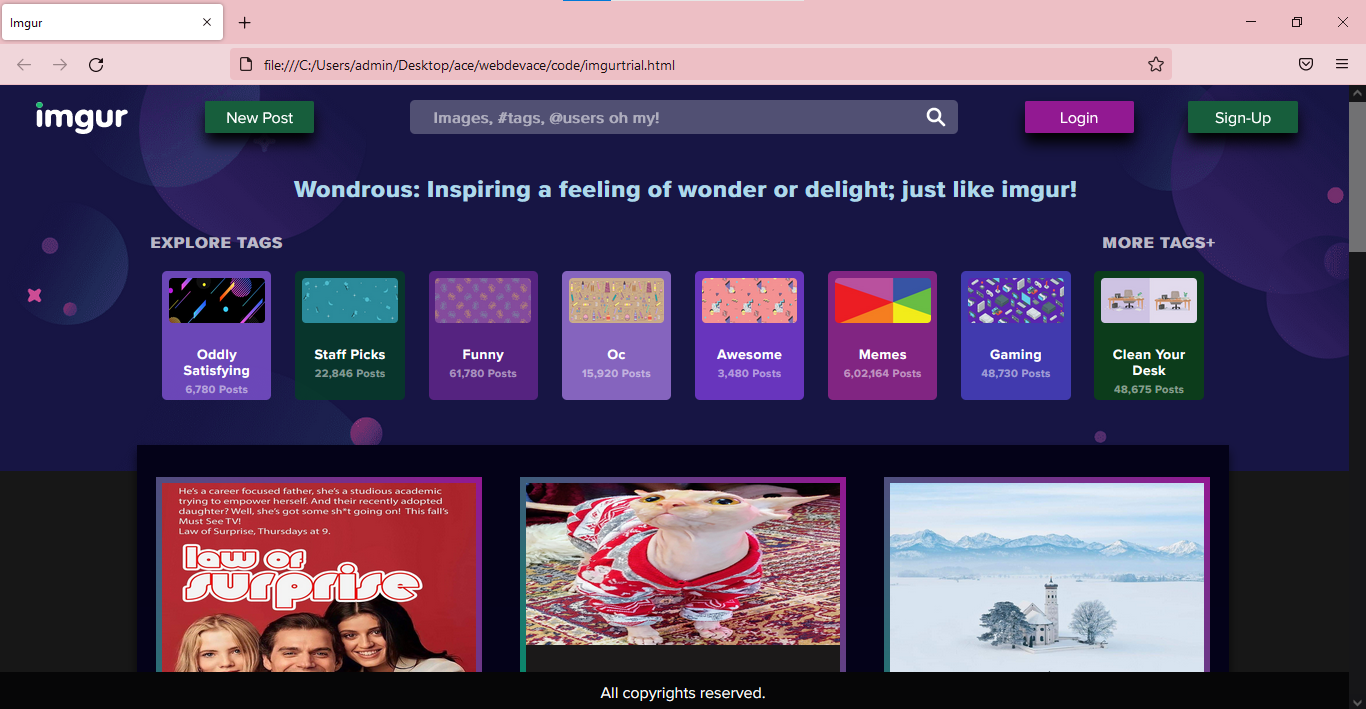 Imgur
file:///C:/Users/admin/Desktop/ace/webdevace/code/imgurtrial.html
imgur
New Post
Images, #tags, @users oh my!
Login
Sign-Up
Wondrous: Inspiring a feeling of wonder or delight; just like imgur!
EXPLORE TAGS
MORE TAGS+
Oddly
Satisfying
6,780 Posts
Staff Picks
22,846 Posts
Funny
61,780 Posts
Oc
15,920 Posts
Awesome
3,480 Posts
Memes
6,02,164 Posts
Gaming
48,730 Posts
Clean Your
Desk
48,675 Posts
He's a career focused father, she's a studious academic
trying to empower herself. And their recently adopted
daughter? Well, she's got some sh*t going on! This fall's
Must See TV!
Law of Surprise, Thursdays at 9.
law of
surprise
All copyrights reserved.